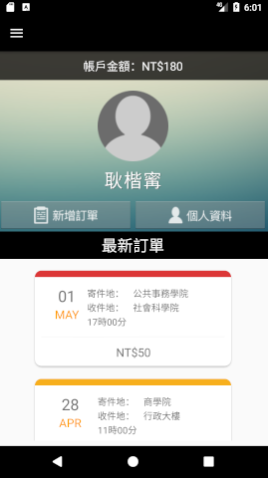 6:01
帳戶金額：NT$180
耿楷甯
新增訂單
個人資料
最新訂單
01
MAY
寄件地： 公共事務學院
收件地： 社會科學院
17時00分
NT$50
28
APR
寄件地： 商學院
收件地： 行政大樓
11時00分